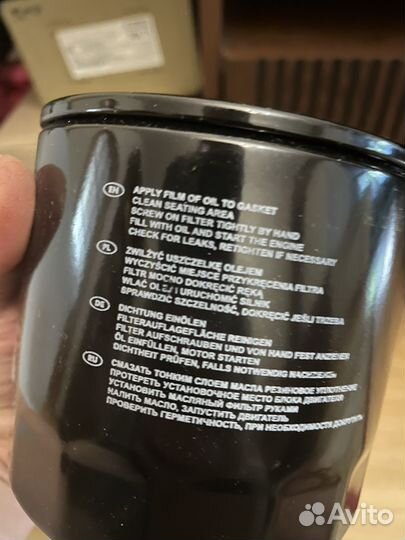 EH APPLY FILM OF OIL TO GASKET
CLEAN SEATING AREA
SCREW ON FILTER TIGHTLY BY HAND
FILL WITH OIL AND START THE ENGINE
CHECK FOR LEAKS, RETIGHTEN IF NECESSARY
PL ZWILŻYĆ USZCZELKĘ OLEJEM
WYCZYŚCIĆ MIEJSCE PRZYKRĘCENIA FILTRA
FILTR MOCNO DOKRĘCIĆ RĘKĄ
WLAĆ OLEJ I URUCHOMIĆ SILNIK
SPRAWDZIĆ SZCZELNOŚĆ, DOKRĘCIĆ JEŚLI TRZEBA
DE DICHTUNG EINÖLEN
FILTERAUFLAGEFLÄCHE REINIGEN
FILTER AUFSCHRAUBEN UND VON HAND FEST ANZIEHEN
ÖL EINFÜLLEN, MOTOR STARTEN
DICHTHEIT PRÜFEN, FALLS NOTWENDIG NACHZIEHEN
RU СМАЗАТЬ ТОНКИМ СЛОЕМ МАСЛА РЕЗИНОВОЕ УПЛОТНЕНИЕ
ПРОТЕРЕТЬ УСТАНОВОЧНОЕ МЕСТО БЛОКА ДВИГАТЕЛЯ
УСТАНОВИТЬ МАСЛЯНЫЙ ФИЛЬТР РУКАМИ
НАЛИТЬ МАСЛО, ЗАПУСТИТЬ ДВИГАТЕЛЬ
ПРОВЕРИТЬ ГЕРМЕТИЧНОСТЬ, ПРИ НЕОБХОДИМОСТИ ДОКРУТИТЬ
Avito